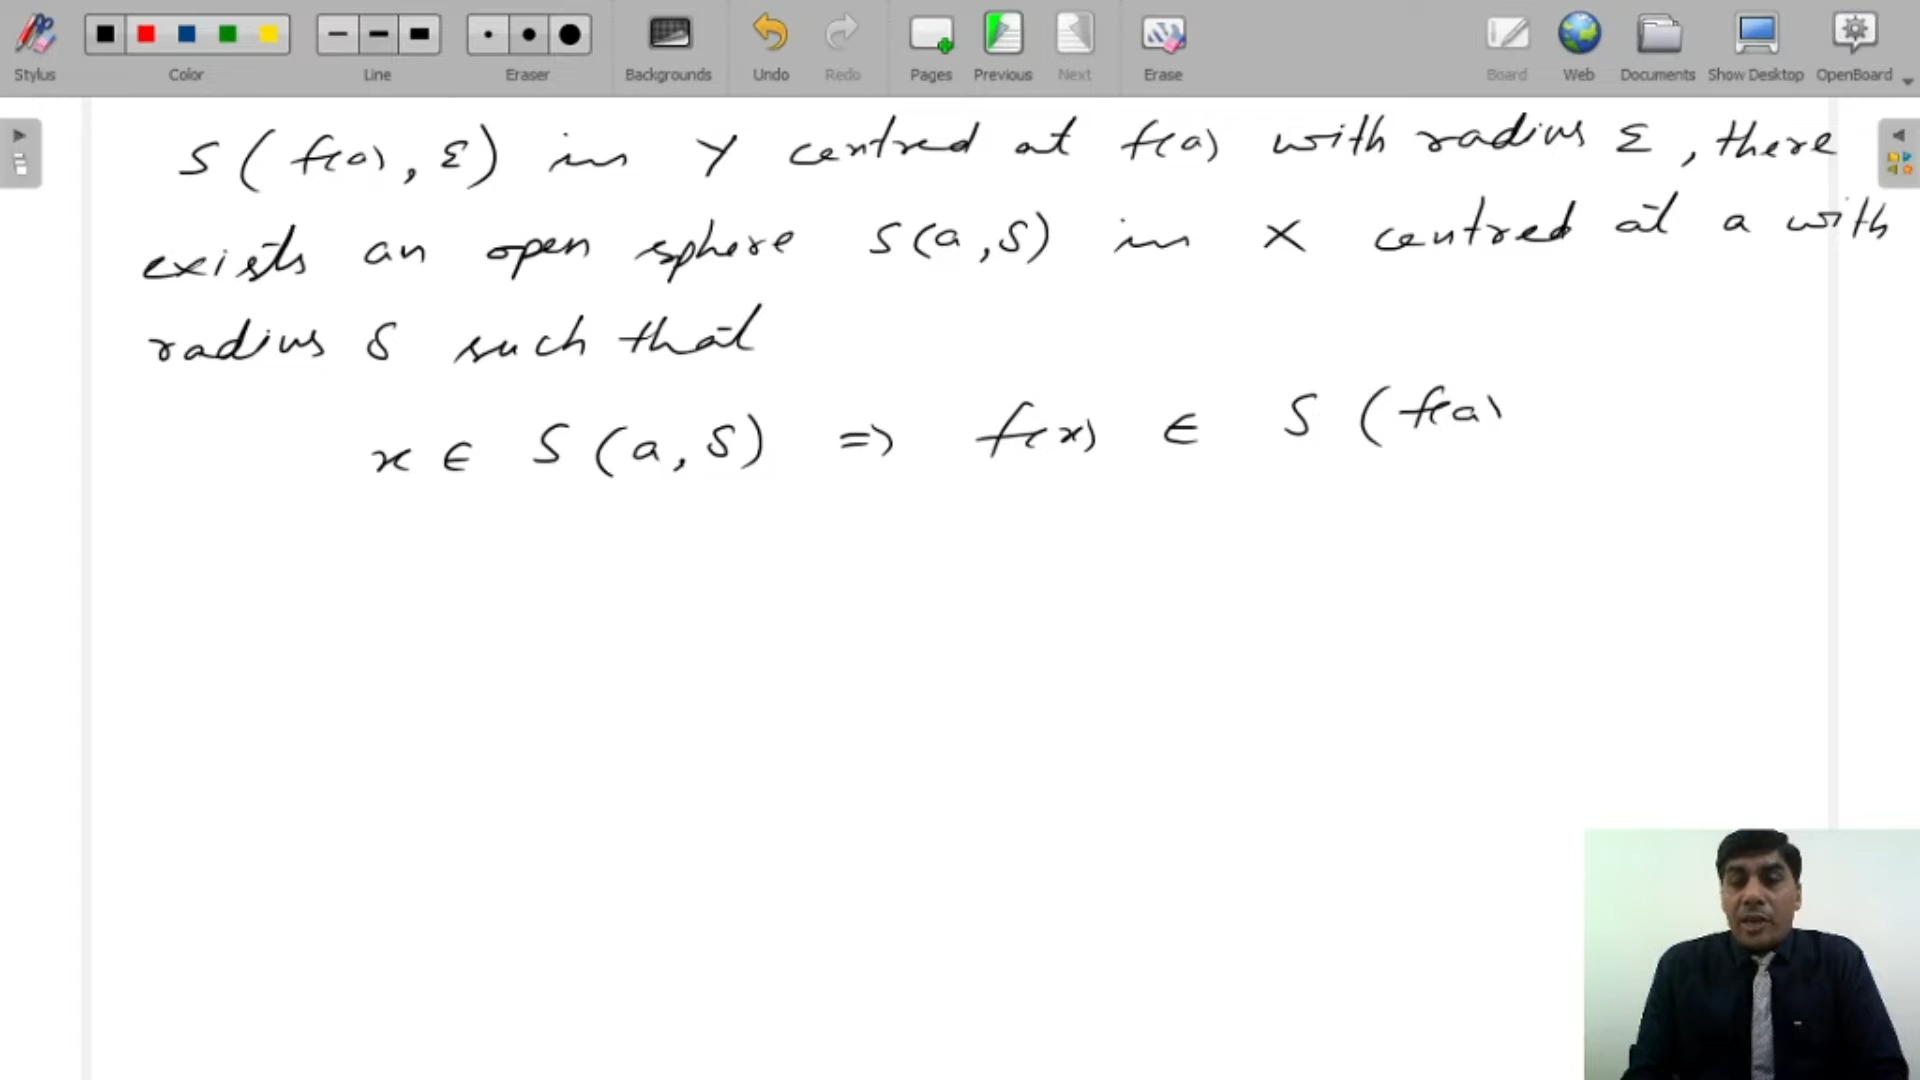 Stylus Color Line Eraser Backgrounds Undo Redo Pages Previous Next Erase Board Web Documents Show Desktop OpenBoard
S ( f(a), ε ) in Y centred at f(a) with radius ε, there
exists an open sphere S(a, δ) in X centred at a with
radius δ such that
x ∈ S (a, δ) => f(x) ∈ S ( f(a)